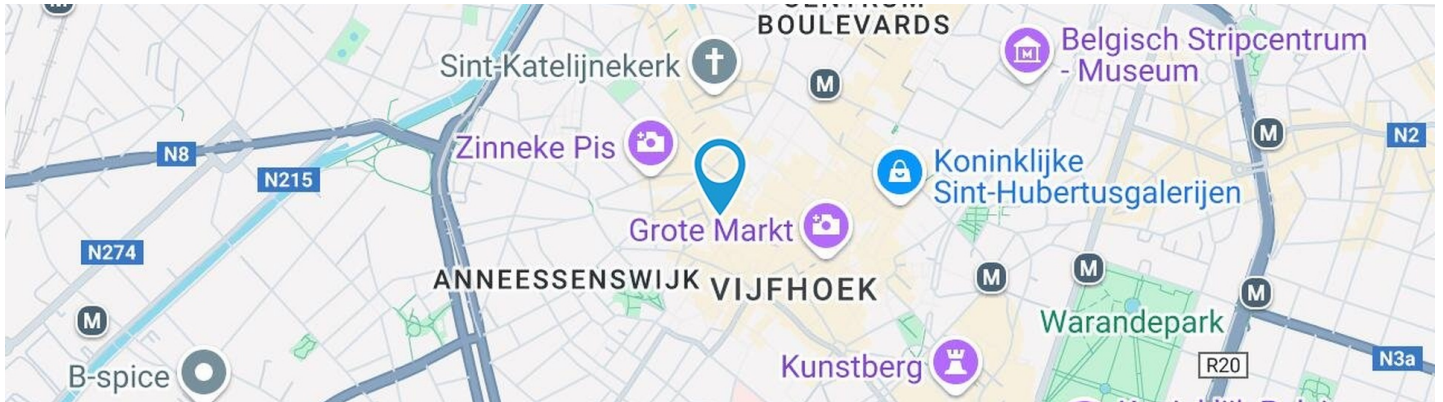 CENTRUM
BOULEVARDS
Belgisch Stripcentrum
- Museum
Sint-Katelijnekerk
M
M
N2
N8
Zinneke Pis
Koninklijke
Sint-Hubertusgalerijen
N215
Grote Markt
N274
ANNEESSENSWIJK
VIJFHOEK
M
M
M
M
Warandepark
Kunstberg
R20
N3a
B-spice